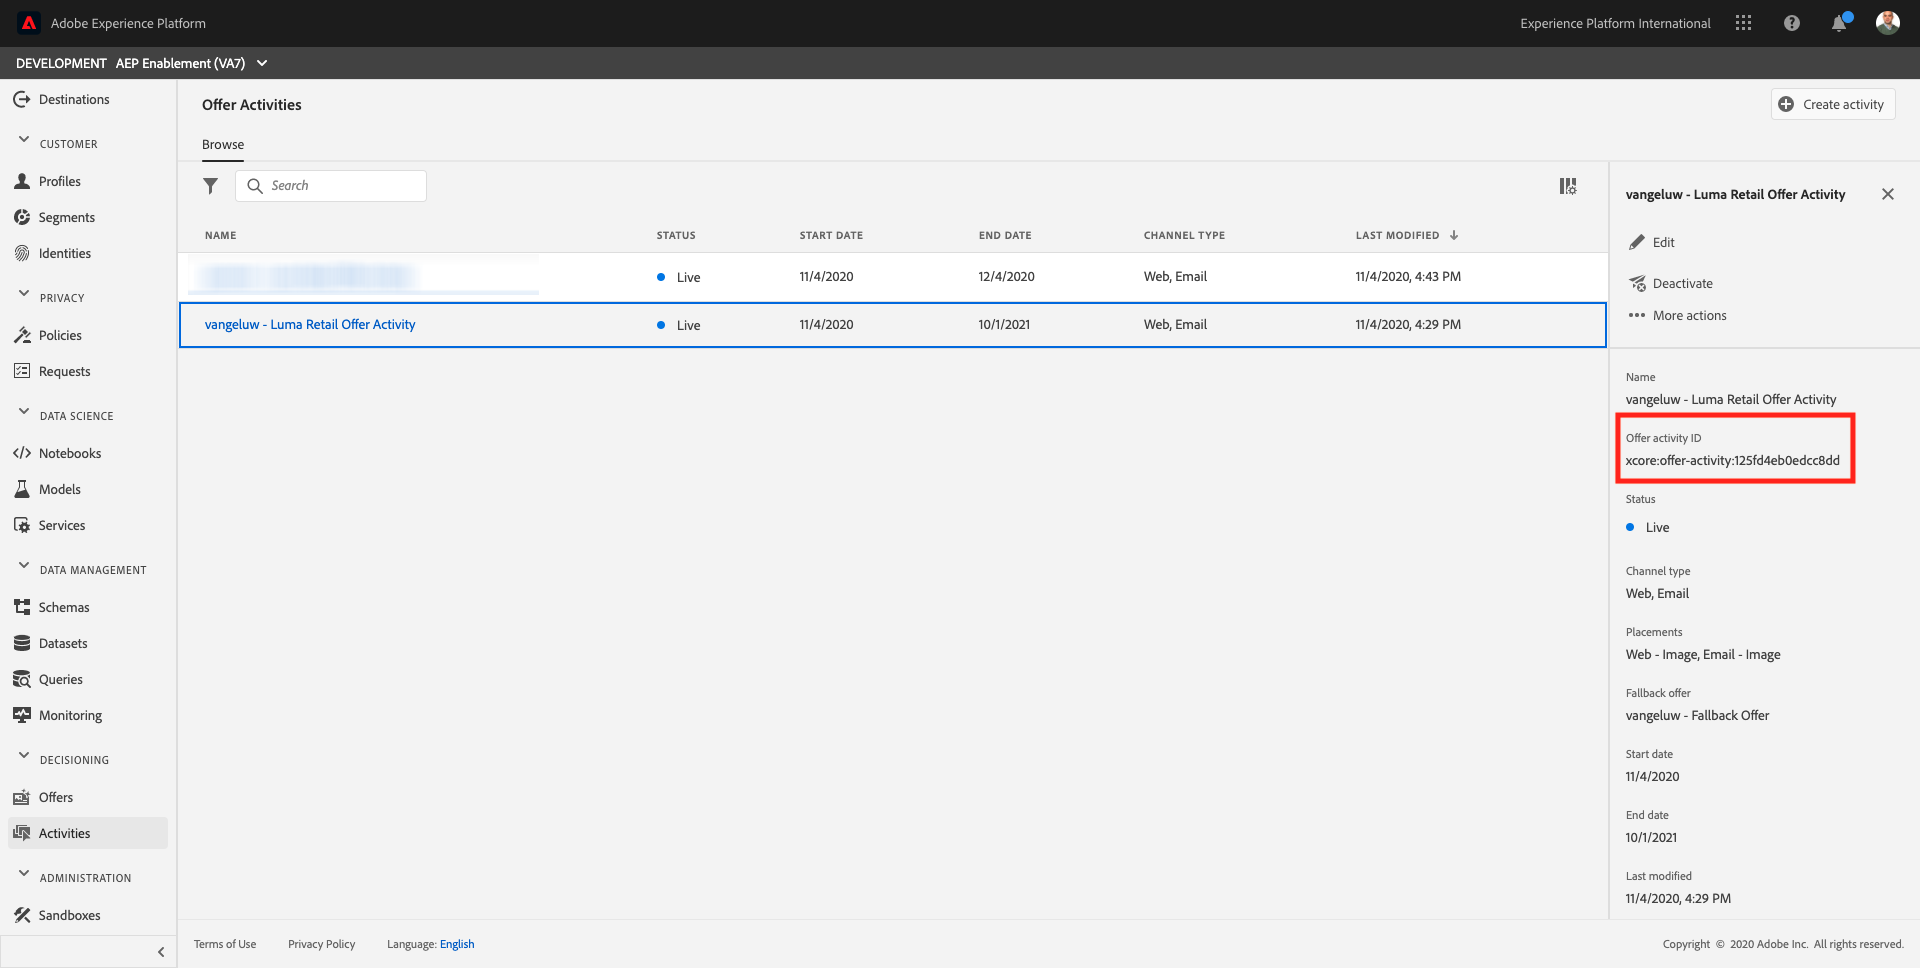 Adobe Experience Platform
Experience Platform International
DEVELOPMENT AEP Enablement (VA7)
Destinations
CUSTOMER
Profiles
Segments
Identities
PRIVACY
Policies
Requests
DATA SCIENCE
Notebooks
Models
Services
DATA MANAGEMENT
Schemas
Datasets
Queries
Monitoring
DECISIONING
Offers
Activities
ADMINISTRATION
Sandboxes
Offer Activities
Create activity
Browse
Search
NAME STATUS START DATE END DATE CHANNEL TYPE LAST MODIFIED
Live 11/4/2020 12/4/2020 Web, Email 11/4/2020, 4:43 PM
vangeluw - Luma Retail Offer Activity Live 11/4/2020 10/1/2021 Web, Email 11/4/2020, 4:29 PM
vangeluw - Luma Retail Offer Activity
Edit
Deactivate
More actions
Name
vangeluw - Luma Retail Offer Activity
Offer activity ID
xcore:offer-activity:125fd4eb0edcc8dd
Status
Live
Channel type
Web, Email
Placements
Web - Image, Email - Image
Fallback offer
vangeluw - Fallback Offer
Start date
11/4/2020
End date
10/1/2021
Last modified
11/4/2020, 4:29 PM
Terms of Use Privacy Policy Language: English
Copyright © 2020 Adobe Inc. All rights reserved.